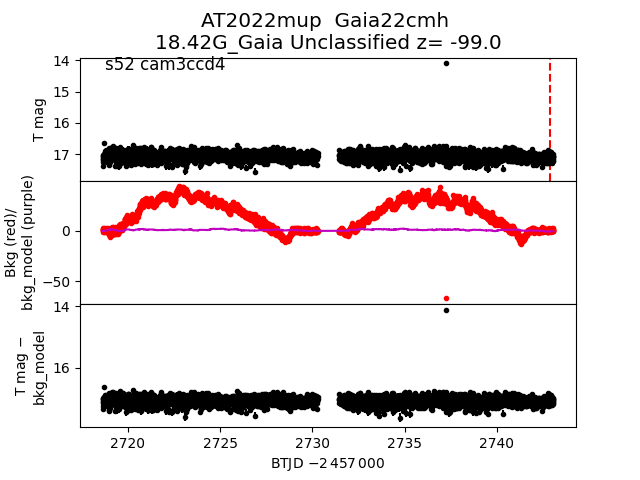 AT2022mup  Gaia22cmh
18.42G_Gaia Unclassified z= -99.0
s52 cam3ccd4
14
15
16
17
T mag
0
−50
Bkg (red)/
bkg_model (purple)
14
16
T mag −
bkg_model
2720
2725
2730
2735
2740
BTJD −2 457 000